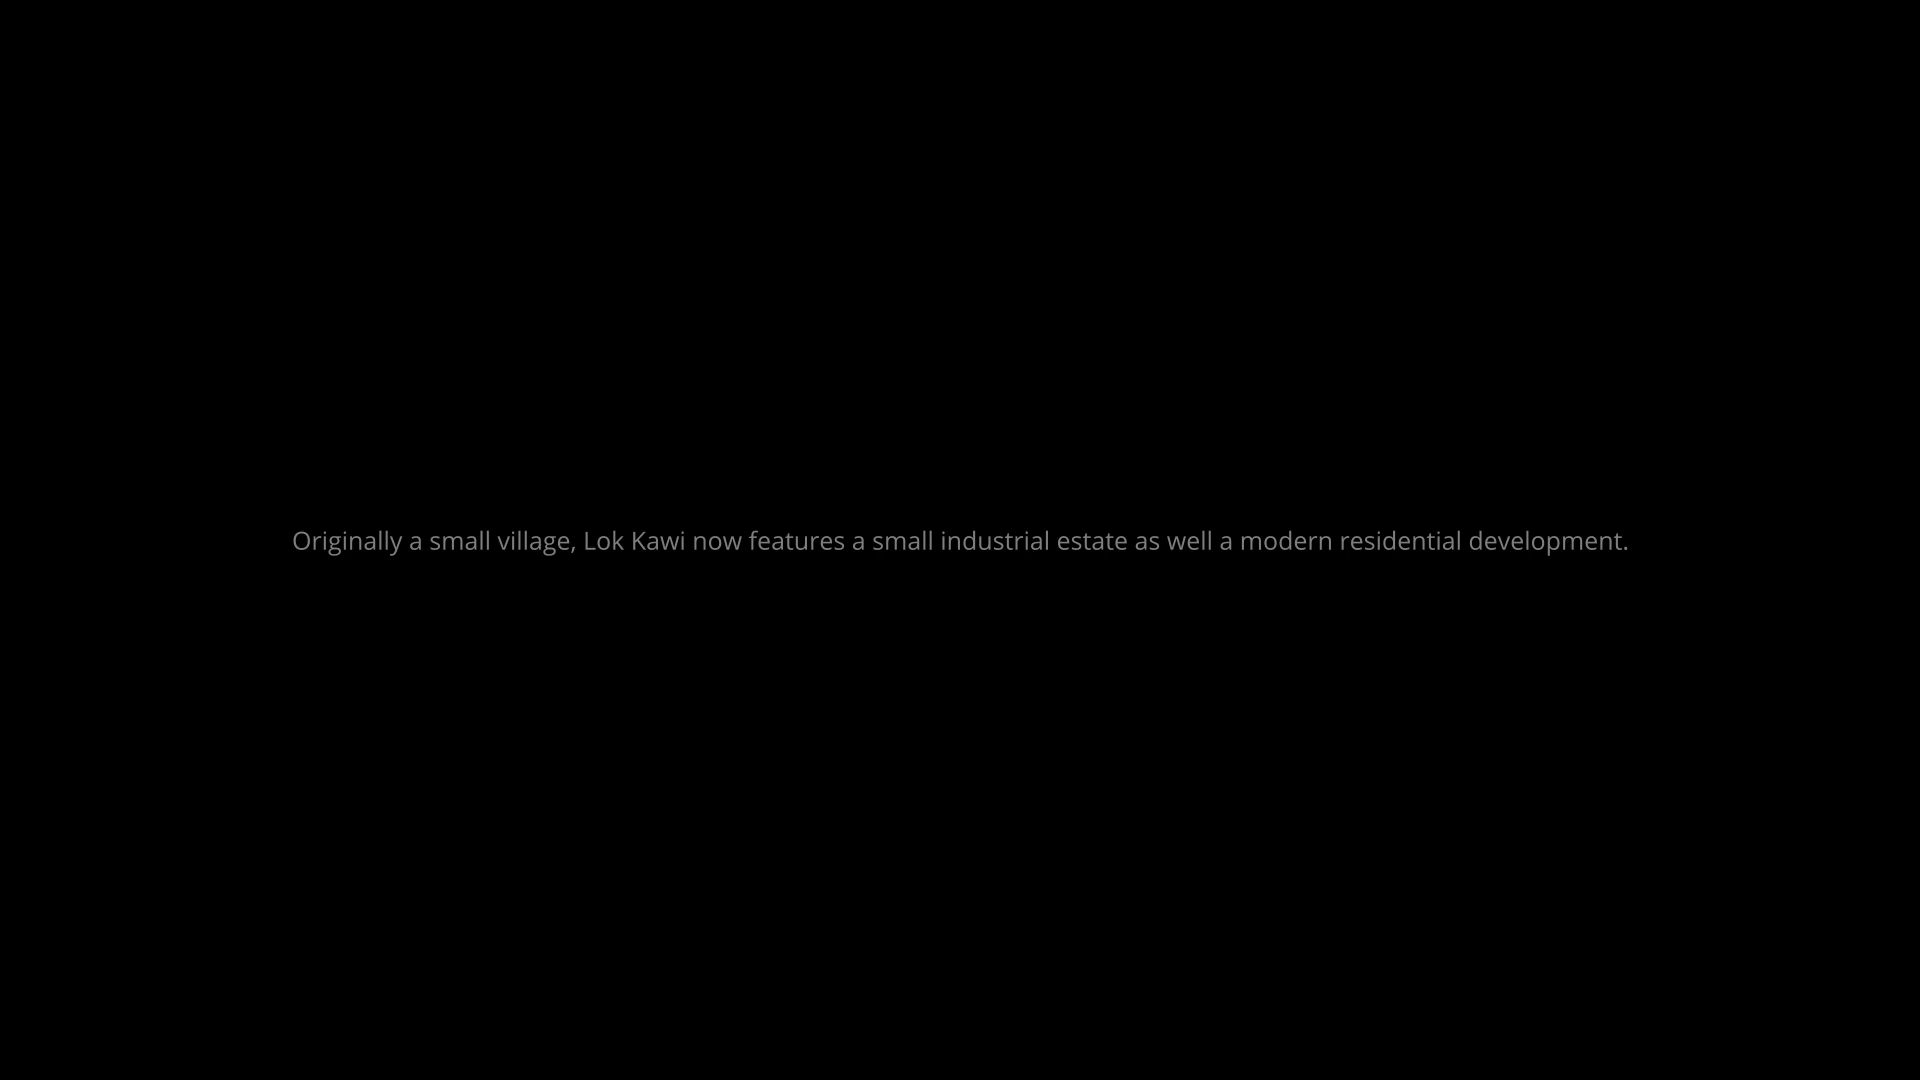 Originally a small village, Lok Kawi now features a small industrial estate as well a modern residential development.